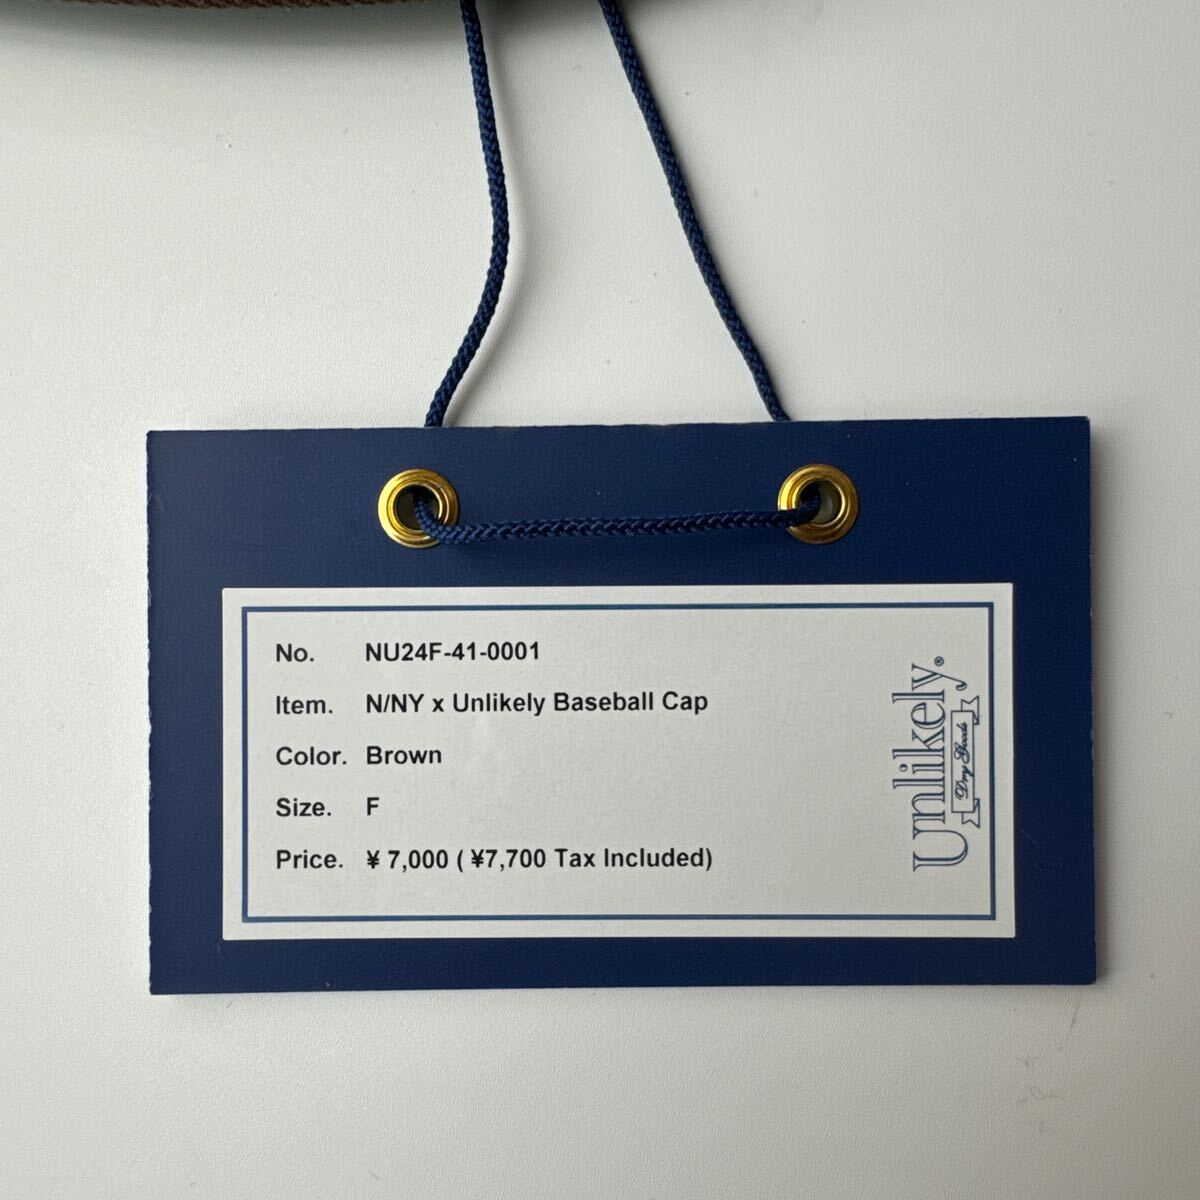 No. NU24F-41-0001
Item. N/NY x Unlikely Baseball Cap
Color. Brown
Size. F
Price. ¥ 7,000 ( ¥7,700 Tax Included)
Unlikely®
Dry Goods